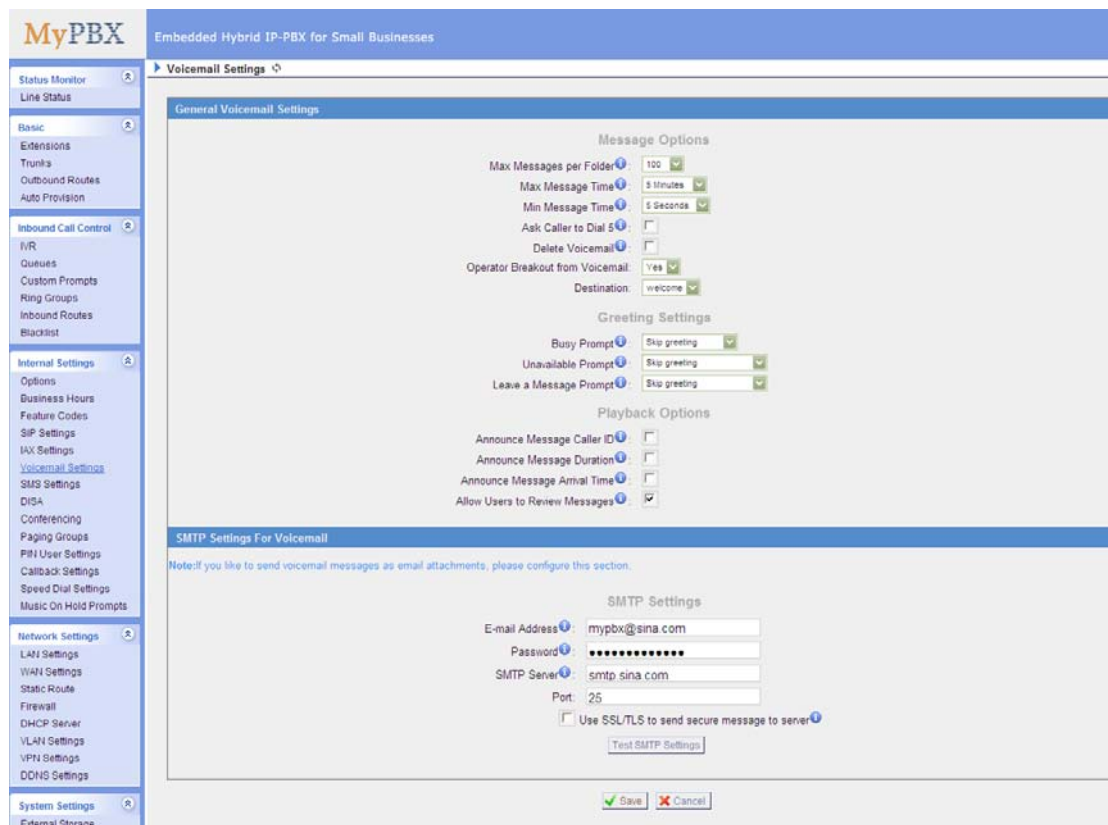 MyPBX
Embedded Hybrid IP-PBX for Small Businesses
Status Monitor
Line Status
Basic
Extensions
Trunks
Outbound Routes
Auto Provision
Inbound Call Control
IVR
Queues
Custom Prompts
Ring Groups
Inbound Routes
Blacklist
Internal Settings
Options
Business Hours
Feature Codes
SIP Settings
IAX Settings
Voicemail Settings
SMS Settings
DISA
Conferencing
Paging Groups
PIN User Settings
Callback Settings
Speed Dial Settings
Music On Hold Prompts
Network Settings
LAN Settings
WAN Settings
Static Route
Firewall
DHCP Server
VLAN Settings
VPN Settings
DDNS Settings
System Settings
External Storage
Voicemail Settings
General Voicemail Settings
Message Options
Max Messages per Folder: 100
Max Message Time: 5 Minutes
Min Message Time: 5 Seconds
Ask Caller to Dial 5:
Delete Voicemail:
Operator Breakout from Voicemail: Yes
Destination: welcome
Greeting Settings
Busy Prompt: Skip greeting
Unavailable Prompt: Skip greeting
Leave a Message Prompt: Skip greeting
Playback Options
Announce Message Caller ID:
Announce Message Duration:
Announce Message Arrival Time:
Allow Users to Review Messages:
SMTP Settings For Voicemail
Note:If you like to send voicemail messages as email attachments, please configure this section.
SMTP Settings
E-mail Address: mypbx@sina.com
Password: •••••••••••••
SMTP Server: smtp.sina.com
Port: 25
Use SSL/TLS to send secure message to server
Test SMTP Settings
Save
Cancel